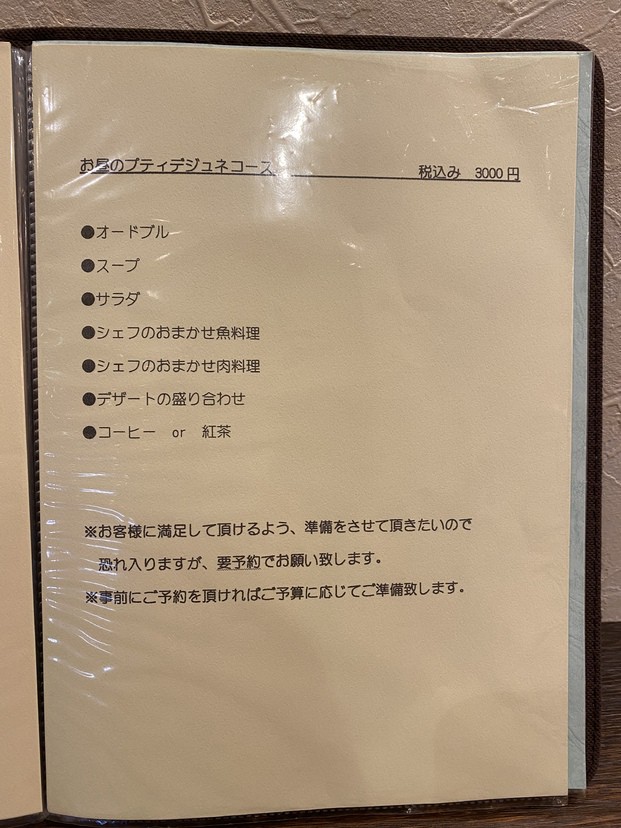 お昼のプティデジュネコース 税込み 3000円
●オードブル
●スープ
●サラダ
●シェフのおまかせ魚料理
●シェフのおまかせ肉料理
●デザートの盛り合わせ
●コーヒー or 紅茶
※お客様に満足して頂けるよう、準備をさせて頂きたいので
恐れ入りますが、要予約でお願い致します。
※事前にご予約を頂ければご予算に応じてご準備致します。